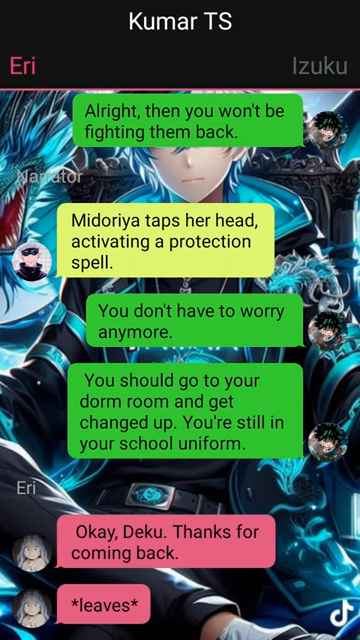 Kumar TS
Eri
Izuku
Alright, then you won't be
fighting them back.
Narrator
Midoriya taps her head,
activating a protection
spell.
You don't have to worry
anymore.
You should go to your
dorm room and get
changed up. You're still in
your school uniform.
Eri
Okay, Deku. Thanks for
coming back.
*leaves*